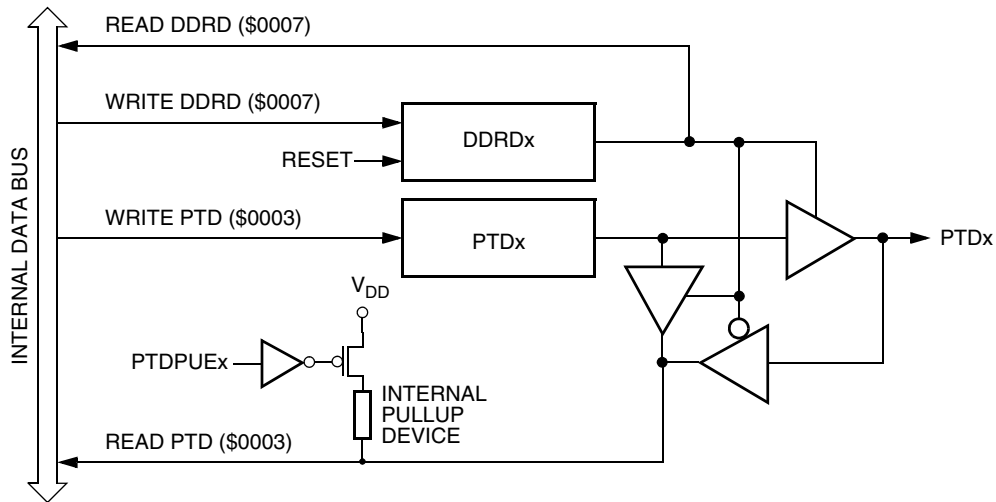 READ DDRD ($0007)
WRITE DDRD ($0007)
DDRDx
RESET
WRITE PTD ($0003)
PTDx
PTDx
VDD
PTDPUEx
INTERNAL
PULLUP
DEVICE
READ PTD ($0003)
INTERNAL DATA BUS